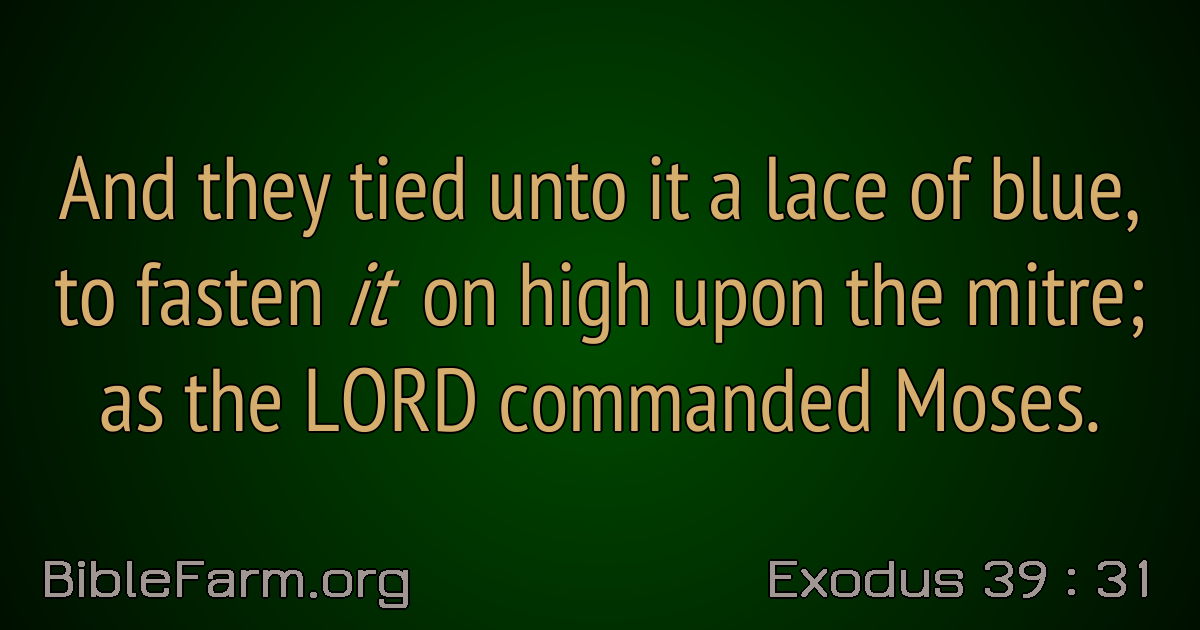 And they tied unto it a lace of blue,
to fasten it on high upon the mitre;
as the LORD commanded Moses.
BibleFarm.org
Exodus 39 : 31